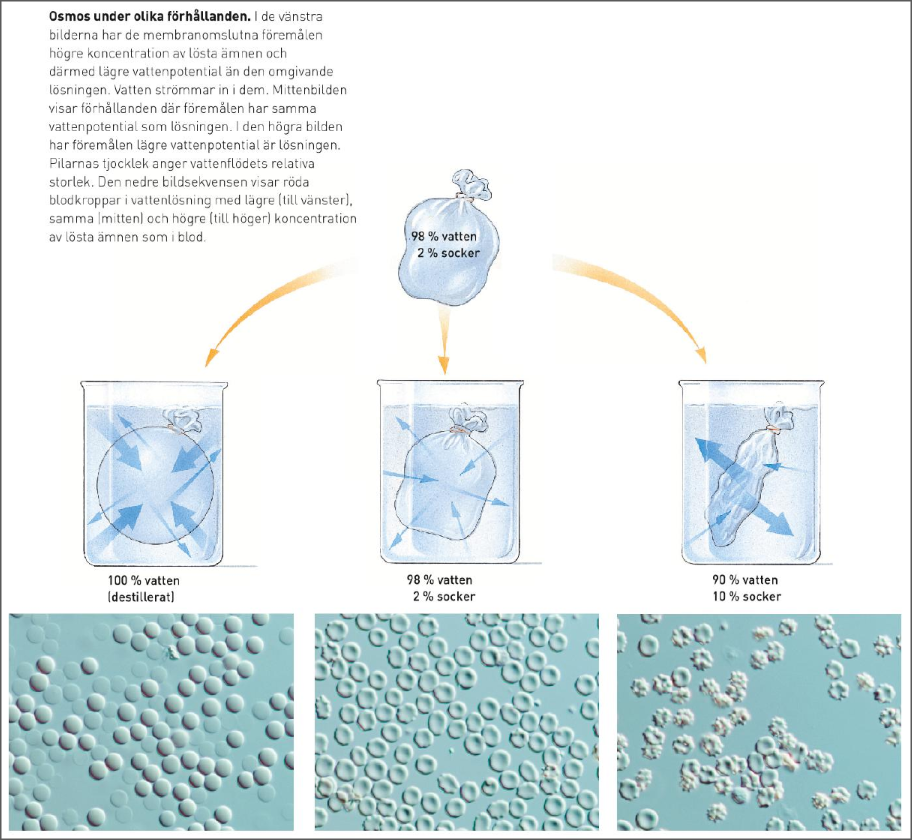 Osmos under olika förhållanden. I de vänstra
bilderna har de membranomslutna föremålen
högre koncentration av lösta ämnen och
därmed lägre vattenpotential än den omgivande
lösningen. Vatten strömmar in i dem. Mittenbilden
visar förhållanden där föremålen har samma
vattenpotential som lösningen. I den högra bilden
har föremålen lägre vattenpotential är lösningen.
Pilarnas tjocklek anger vattenflödets relativa
storlek. Den nedre bildsekvensen visar röda
blodkroppar i vattenlösning med lägre (till vänster),
samma (mitten) och högre (till höger) koncentration
av lösta ämnen som i blod.
98 % vatten
2 % socker
100 % vatten
(destillerat)
98 % vatten
2 % socker
90 % vatten
10 % socker